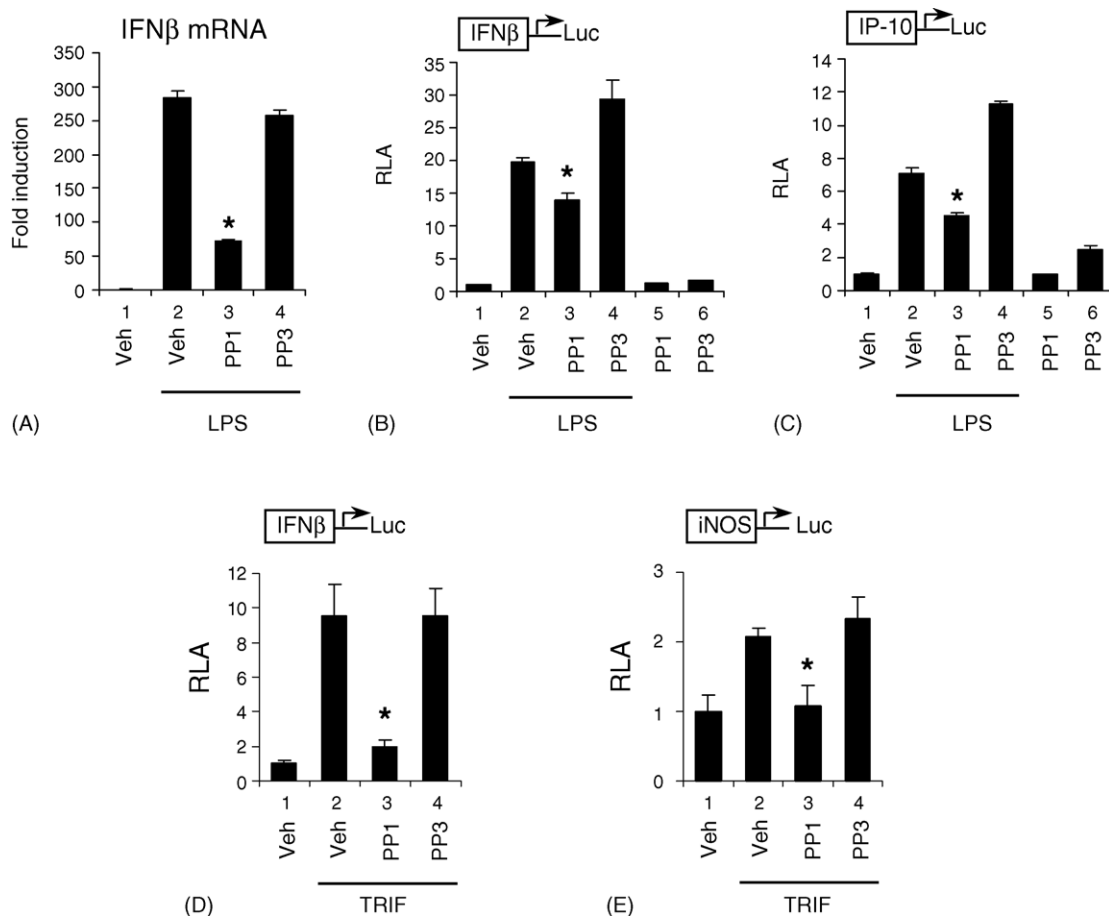 IFNβ mRNA
350
300
250
200
150
100
50
0
Fold induction
*
1 2 3 4
Veh Veh PP1 PP3
LPS
(A)
IFNβ Luc
35
30
25
20
15
10
5
0
RLA
*
1 2 3 4 5 6
Veh Veh PP1 PP3 PP1 PP3
LPS
(B)
IP-10 Luc
14
12
10
8
6
4
2
0
RLA
*
1 2 3 4 5 6
Veh Veh PP1 PP3 PP1 PP3
LPS
(C)
IFNβ Luc
12
10
8
6
4
2
0
RLA
*
1 2 3 4
Veh Veh PP1 PP3
TRIF
(D)
iNOS Luc
3
2
1
0
RLA
*
1 2 3 4
Veh Veh PP1 PP3
TRIF
(E)